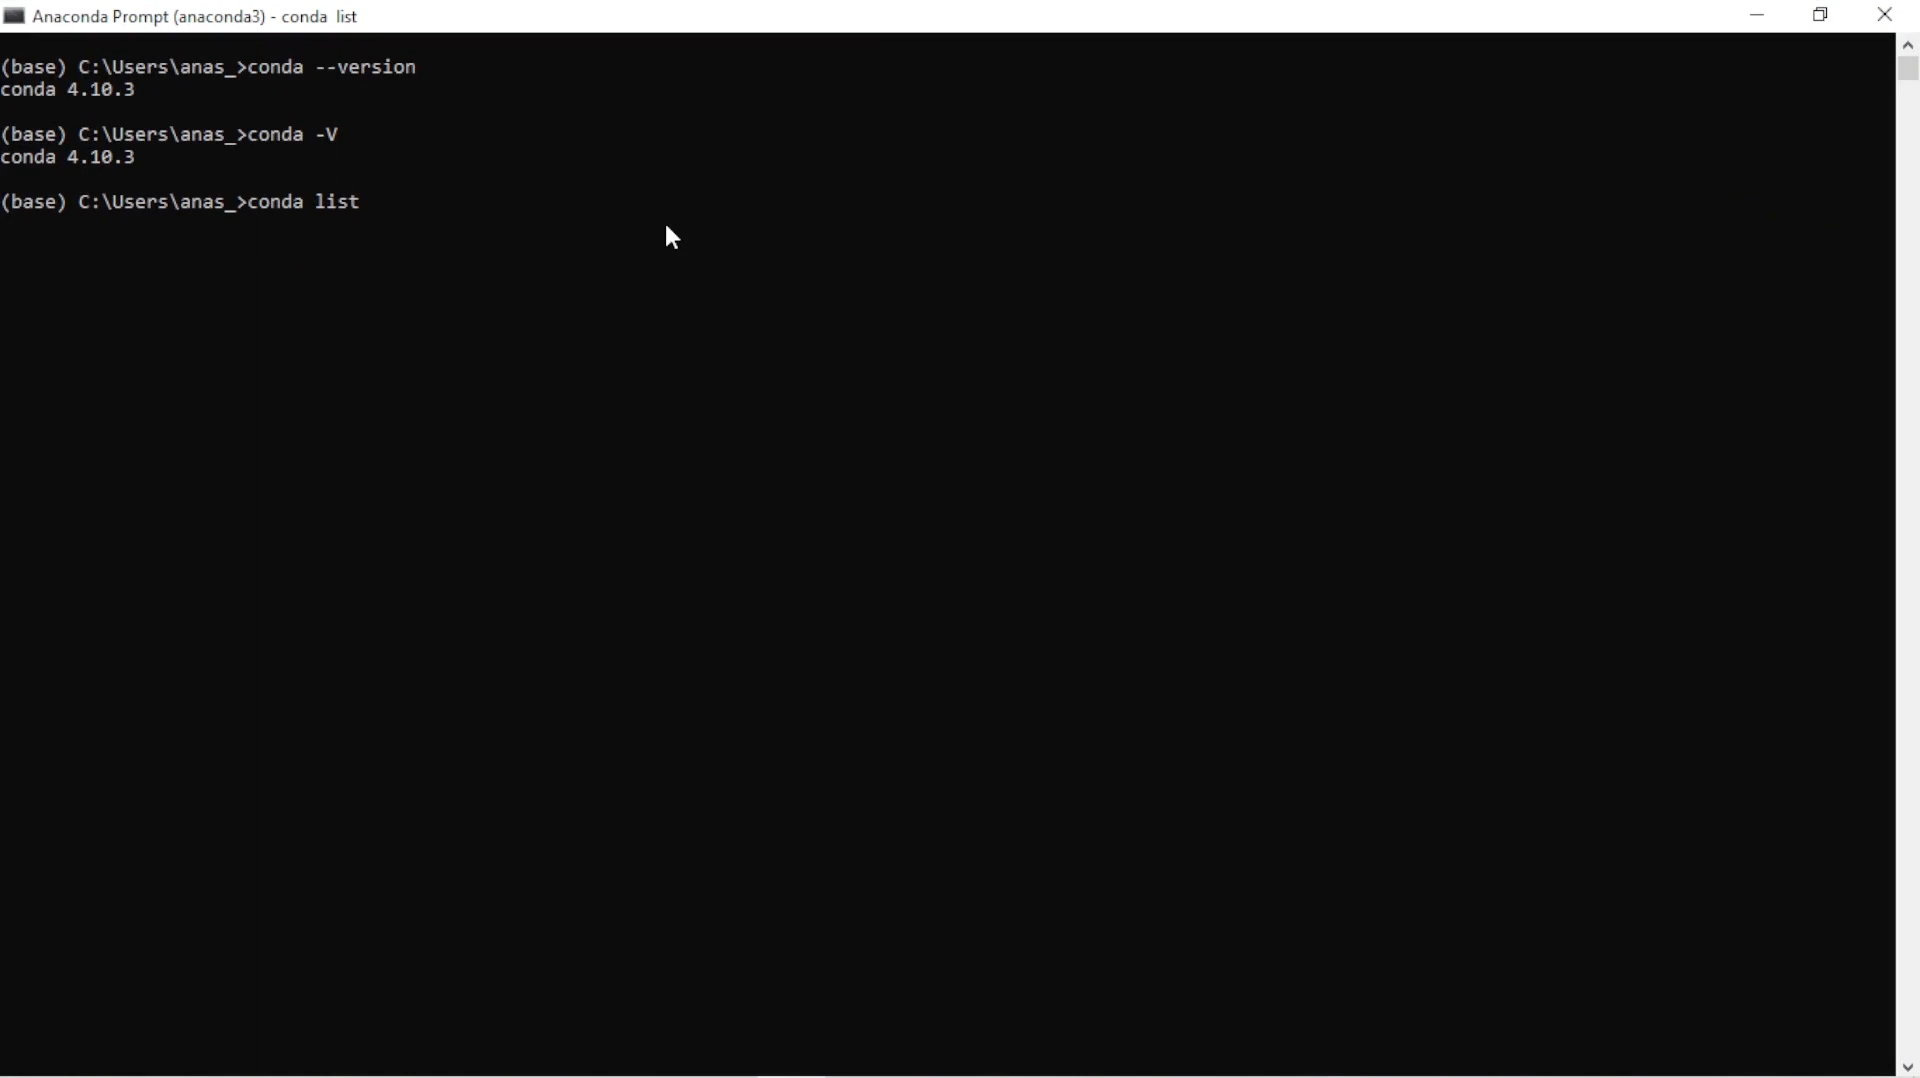 Anaconda Prompt (anaconda3) - conda list
(base) C:\Users\anas_>conda --version
conda 4.10.3
(base) C:\Users\anas_>conda -V
conda 4.10.3
(base) C:\Users\anas_>conda list